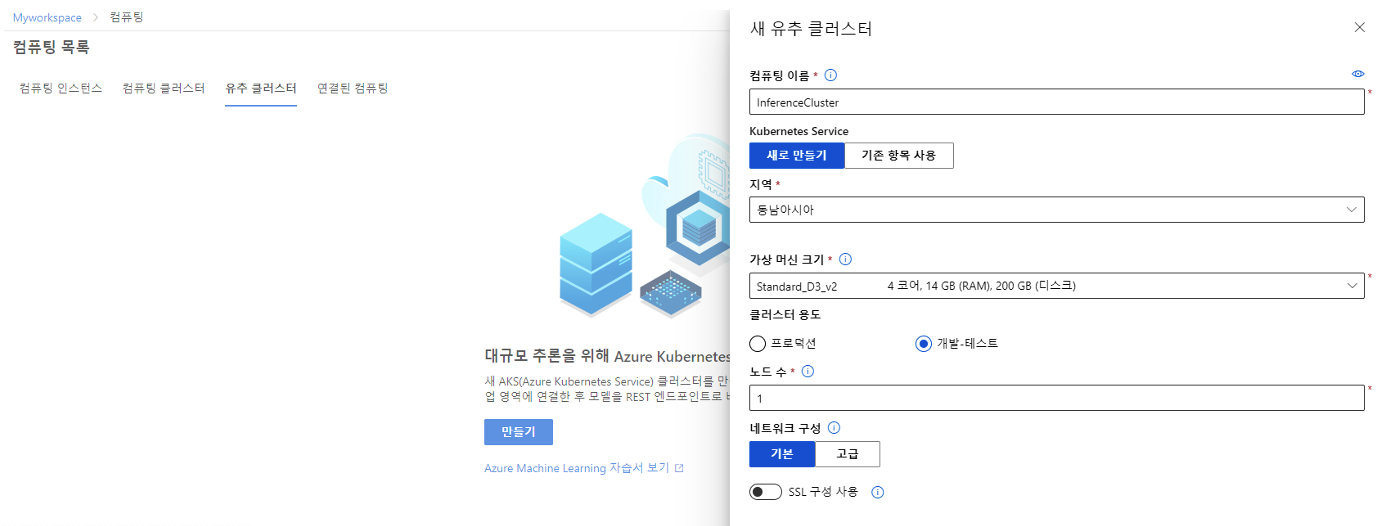 Myworkspace > 컴퓨팅
컴퓨팅 목록
컴퓨팅 인스턴스 컴퓨팅 클러스터 유추 클러스터 연결된 컴퓨팅
대규모 추론을 위해 Azure Kubernetes
새 AKS(Azure Kubernetes Service) 클러스터를 만
업 영역에 연결한 후 모델을 REST 엔드포인트로
만들기
Azure Machine Learning 자습서 보기
새 유추 클러스터
컴퓨팅 이름 *
InferenceCluster *
Kubernetes Service
새로 만들기 기존 항목 사용
지역 *
동남아시아
가상 머신 크기 *
Standard_D3_v2 4 코어, 14 GB (RAM), 200 GB (디스크) *
클러스터 용도
프로덕션 개발-테스트
노드 수 *
1 *
네트워크 구성
기본 고급
SSL 구성 사용